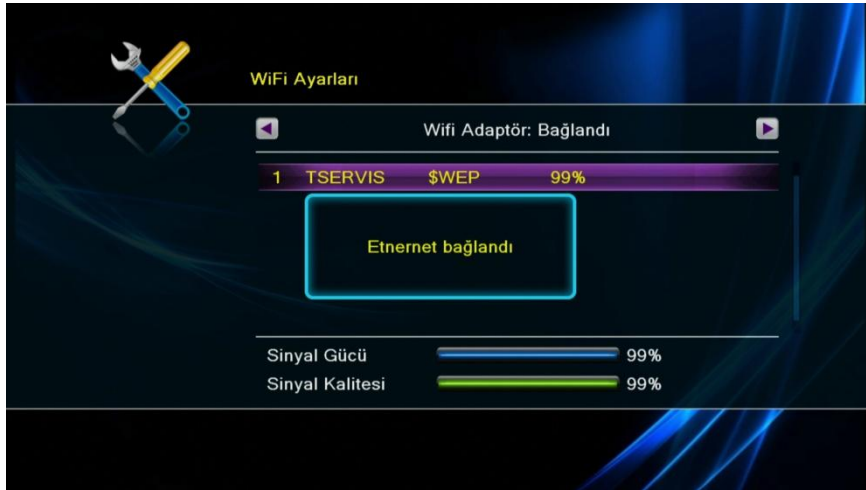 WiFi Ayarları
Wifi Adaptör: Bağlandı
1 TSERVIS $WEP 99%
Etnernet bağlandı
Sinyal Gücü 99%
Sinyal Kalitesi 99%